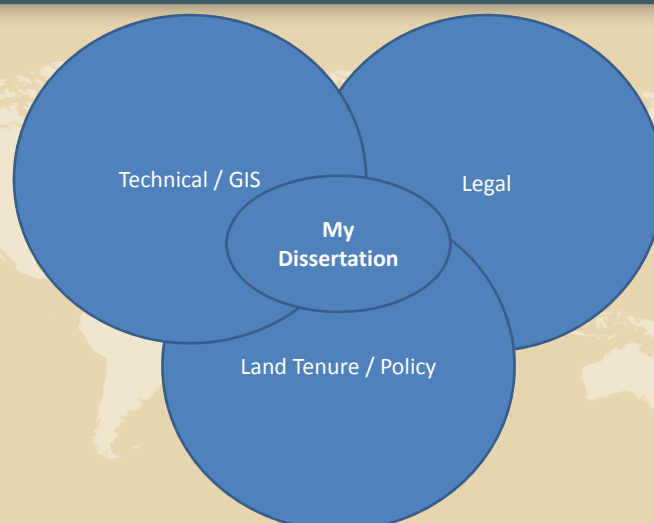 Technical / GIS
Legal
My
Dissertation
Land Tenure / Policy